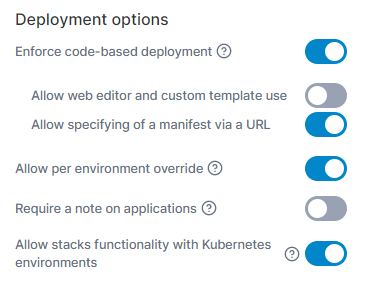 Deployment options
Enforce code-based deployment ?
Allow web editor and custom template use
Allow specifying of a manifest via a URL
Allow per environment override ?
Require a note on applications ?
Allow stacks functionality with Kubernetes ?
environments